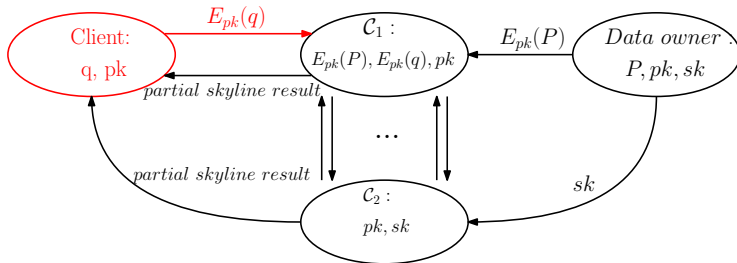 Client:
q, pk
E_{pk}(q)
C_1 :
E_{pk}(P), E_{pk}(q), pk
E_{pk}(P)
Data owner :
P, pk, sk
partial skyline result
...
partial skyline result
sk
C_2 :
pk, sk